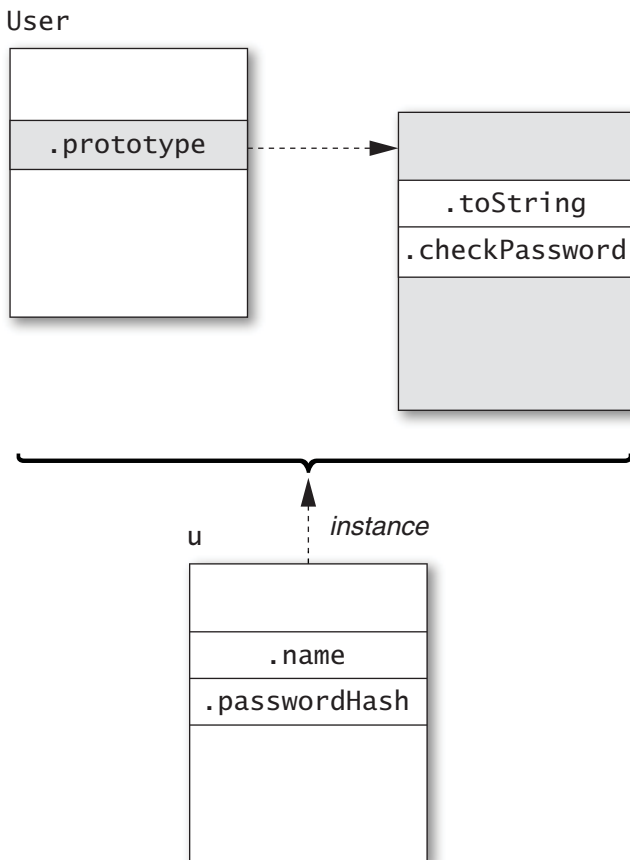 User
.prototype
.toString
.checkPassword
instance
u
.name
.passwordHash